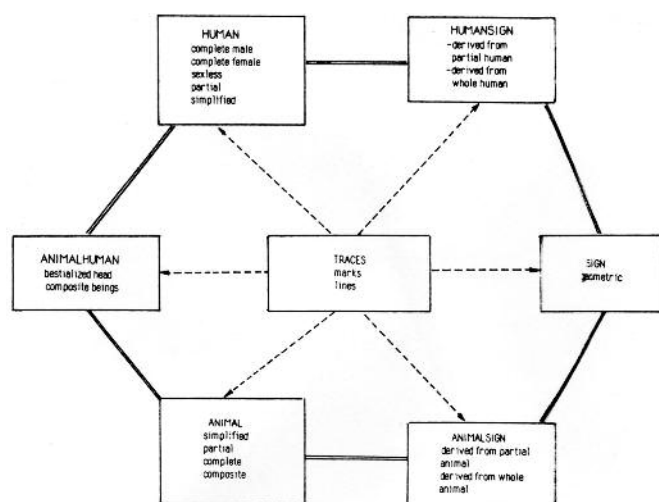 HUMAN
complete male
complete female
sexless
partial
simplified
HUMANSIGN
-derived from
partial human
-derived from
whole human
ANIMALHUMAN
bestialized head
composite beings
TRACES
marks
lines
SIGN
geometric
ANIMAL
simplified
partial
complete
composite
ANIMALSIGN
derived from partial
animal
derived from whole
animal